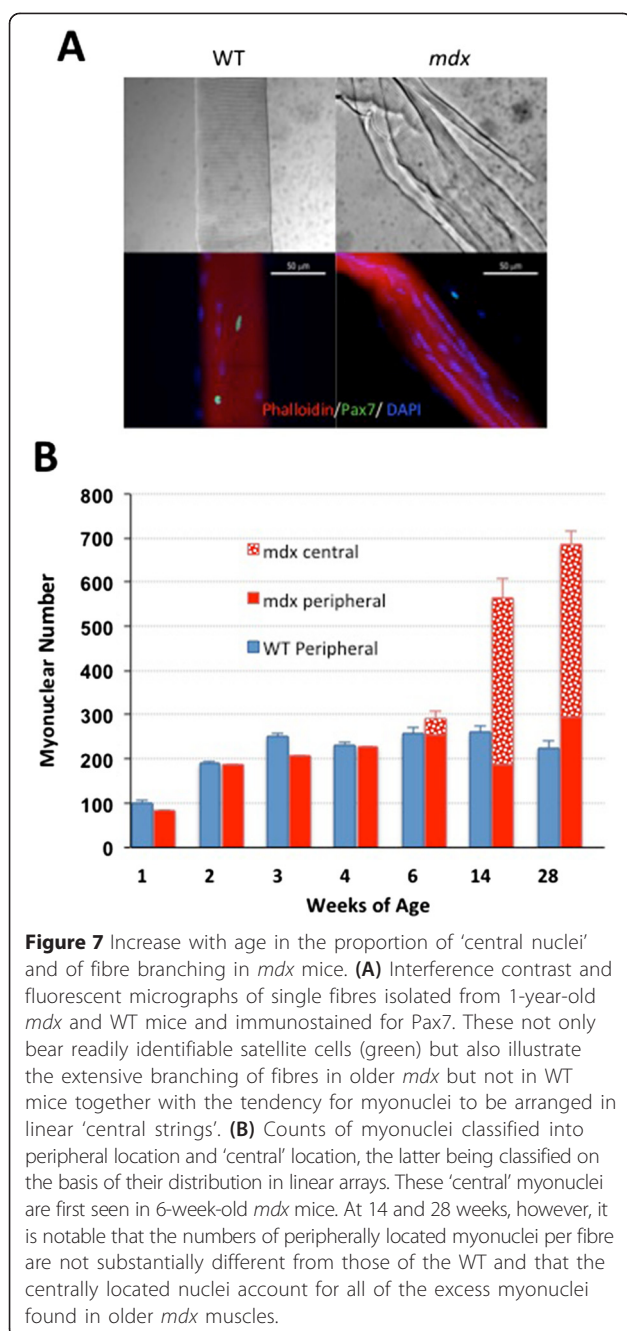 A
WT
mdx
50 µm
50 µm
Phalloidin/Pax7/ DAPI
B
800
700
600
500
400
300
200
100
0
Myonuclear Number
mdx central
mdx peripheral
WT Peripheral
1 2 3 4 6 14 28
Weeks of Age
Figure 7 Increase with age in the proportion of ‘central nuclei’
and of fibre branching in mdx mice. (A) Interference contrast and
fluorescent micrographs of single fibres isolated from 1-year-old
mdx and WT mice and immunostained for Pax7. These not only
bear readily identifiable satellite cells (green) but also illustrate
the extensive branching of fibres in older mdx but not in WT
mice together with the tendency for myonuclei to be arranged in
linear ‘central strings’. (B) Counts of myonuclei classified into
peripheral location and ‘central’ location, the latter being classified on
the basis of their distribution in linear arrays. These ‘central’ myonuclei
are first seen in 6-week-old mdx mice. At 14 and 28 weeks, however, it
is notable that the numbers of peripherally located myonuclei per fibre
are not substantially different from those of the WT and that the
centrally located nuclei account for all of the excess myonuclei
found in older mdx muscles.